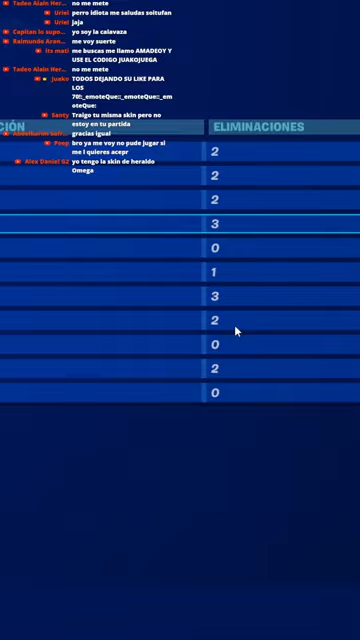 Tadeo Alain Her... no me mete
Uriel perro idiota me saludas soitufan
Uriel Jaja
Capitan lo supo... yo soy la calavaza
Raimunde Aran... me voy suerte
its mati me buscas me llamo AMADEOY Y
USE EL CODIGO JUAKOJUEGA
Tadeo Alain Her... no me mete
Juako TODOS DEJANDO SU LIKE PARA
LOS
70!:_emoteQue::_emoteQue::_em
oteQue:
Santy Traigo tu misma skin pero no
estoy en tu partida
gracias igual
CIÓN ELIMINACIONES
Peep bro ya me voy no pude jugar si
me l quieres acepr
Alex Daniel G2 yo tengo la skin de heraldo
Omega
2
2
2
3
0
1
3
2
0
2
0